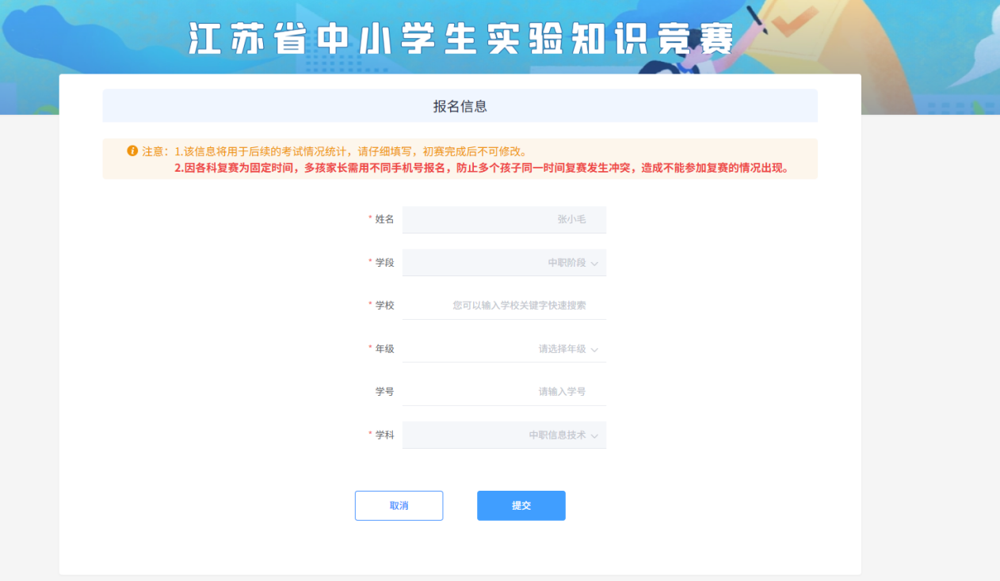 江苏省中小学生实验知识竞赛
报名信息
注意：1.该信息将用于后续的考试情况统计，请仔细填写，初赛完成后不可修改。
2.因各科复赛为固定时间，多孩家长需用不同手机号报名，防止多个孩子同一时间复赛发生冲突，造成不能参加复赛的情况出现。
* 姓名 张小毛
* 学段 中职阶段
* 学校 您可以输入学校关键字快速搜索
* 年级 请选择年级
学号 请输入学号
* 学科 中职信息技术
取消 提交